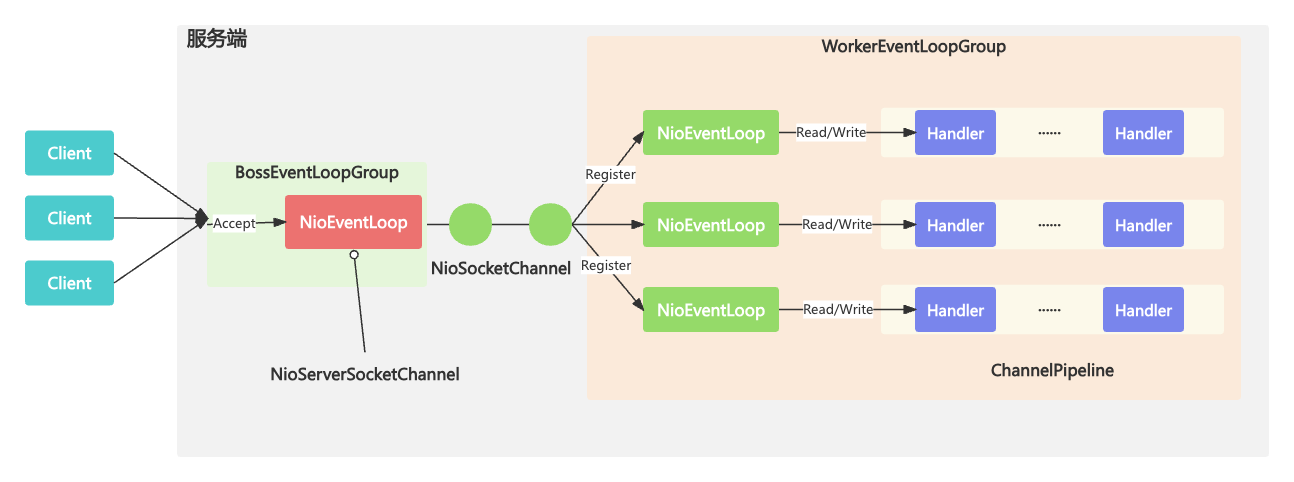 服务端
WorkerEventLoopGroup
Client
Client
Client
BossEventLoopGroup
Accept
NioEventLoop
NioSocketChannel
NioServerSocketChannel
Register
Register
NioEventLoop
Read/Write
Handler
······
Handler
NioEventLoop
Read/Write
Handler
······
Handler
NioEventLoop
Read/Write
Handler
······
Handler
ChannelPipeline